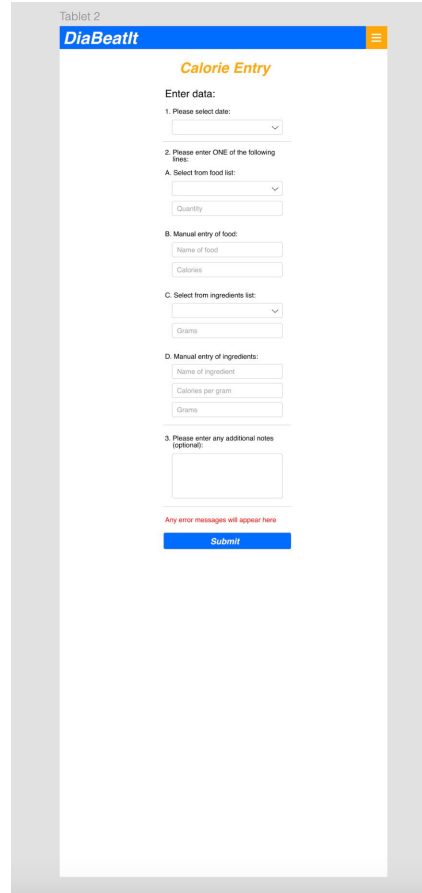 Tablet 2
DiaBeatIt
Calorie Entry
Enter data:
1. Please select date:
2. Please enter ONE of the following
lines:
A. Select from food list:
Quantity
B. Manual entry of food:
Name of food
Calories
C. Select from ingredients list:
Grams
D. Manual entry of ingredients:
Name of ingredient
Calories per gram
Grams
3. Please enter any additional notes
(optional):
Any error messages will appear here
Submit